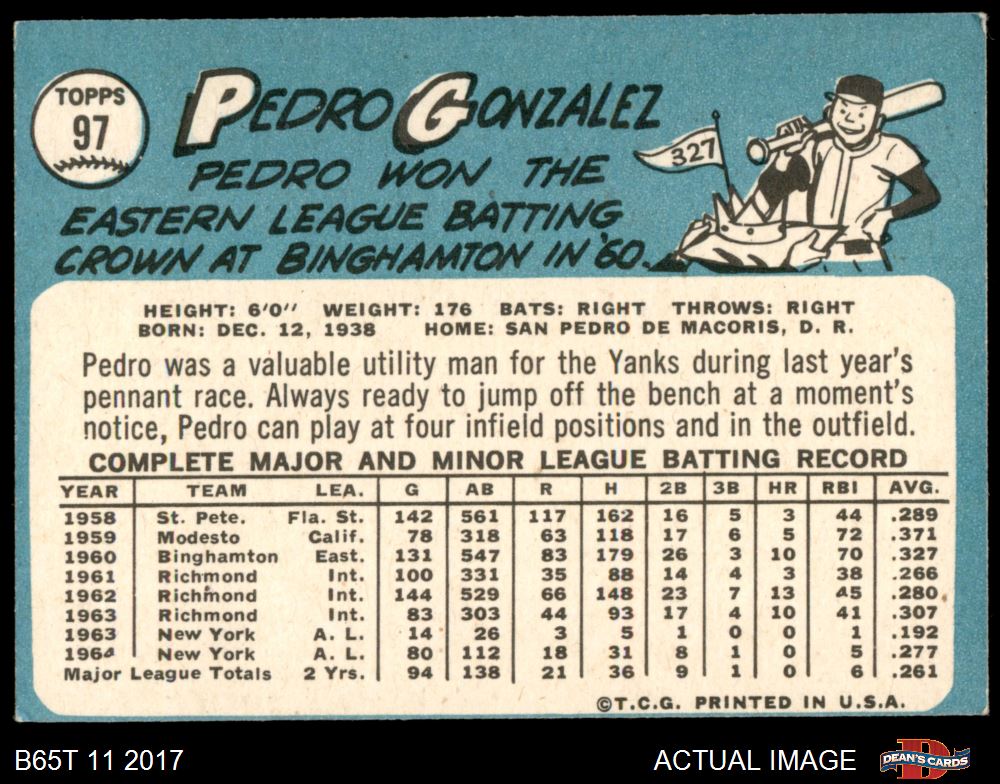 TOPPS
97
PEDRO GONZALEZ
PEDRO WON THE
EASTERN LEAGUE BATTING
CROWN AT BINGHAMTON IN '60.
327
HEIGHT: 6'0" WEIGHT: 176 BATS: RIGHT THROWS: RIGHT
BORN: DEC. 12, 1938 HOME: SAN PEDRO DE MACORIS, D. R.
Pedro was a valuable utility man for the Yanks during last year's
pennant race. Always ready to jump off the bench at a moment's
notice, Pedro can play at four infield positions and in the outfield.
COMPLETE MAJOR AND MINOR LEAGUE BATTING RECORD
YEAR TEAM LEA. G AB R H 2B 3B HR RBI AVG.
1958 St. Pete. Fla. St. 142 561 117 162 16 5 3 44 .289
1959 Modesto Calif. 78 318 63 118 17 6 5 72 .371
1960 Binghamton East. 131 547 83 179 26 3 10 70 .327
1961 Richmond Int. 100 331 35 88 14 4 3 38 .266
1962 Richmond Int. 144 529 66 148 23 7 13 45 .280
1963 Richmond Int. 83 303 44 93 17 4 10 41 .307
1963 New York A. L. 14 26 3 5 1 0 0 1 .192
1964 New York A. L. 80 112 18 31 8 1 0 5 .277
Major League Totals 2 Yrs. 94 138 21 36 9 1 0 6 .261
©T.C.G. PRINTED IN U.S.A.
B65T 11 2017
ACTUAL IMAGE
DEAN'S CARDS